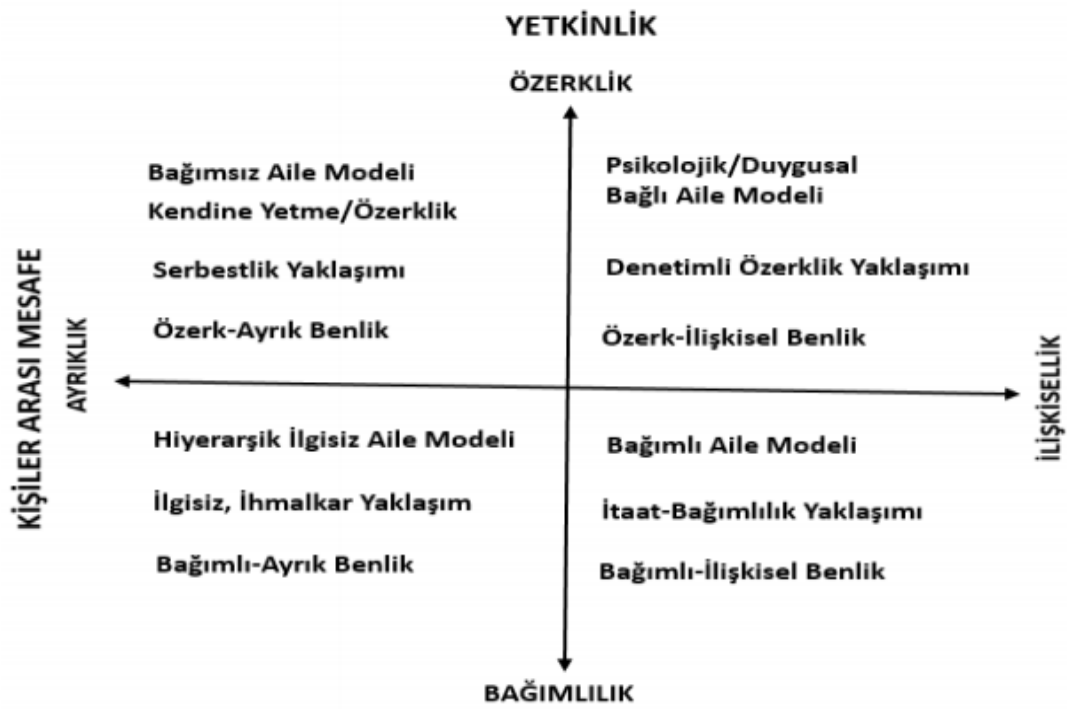 YETKİNLİK
ÖZERKLİK
Bağımsız Aile Modeli
Kendine Yetme/Özerklik
Serbestlik Yaklaşımı
Özerk-Ayrık Benlik
Psikolojik/Duygusal
Bağlı Aile Modeli
Denetimli Özerklik Yaklaşımı
Özerk-İlişkisel Benlik
KİŞİLER ARASI MESAFE
AYRIKLIK
İLİŞKİSELLİK
Hiyerarşik İlgisiz Aile Modeli
İlgisiz, İhmalkar Yaklaşım
Bağımlı-Ayrık Benlik
Bağımlı Aile Modeli
İtaat-Bağımlılık Yaklaşımı
Bağımlı-İlişkisel Benlik
BAĞIMLILIK